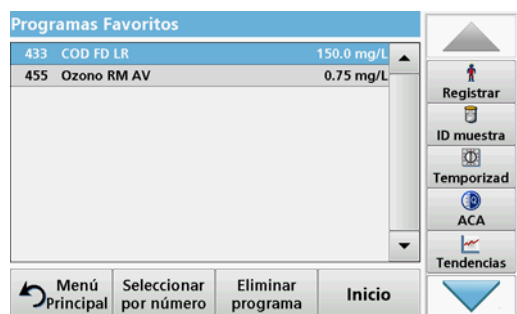 Programas Favoritos
433 COD FD LR 150.0 mg/L
455 Ozono RM AV 0.75 mg/L
Registrar
ID muestra
Temporizad
ACA
Tendencias
Menú
Principal
Seleccionar
por número
Eliminar
programa
Inicio